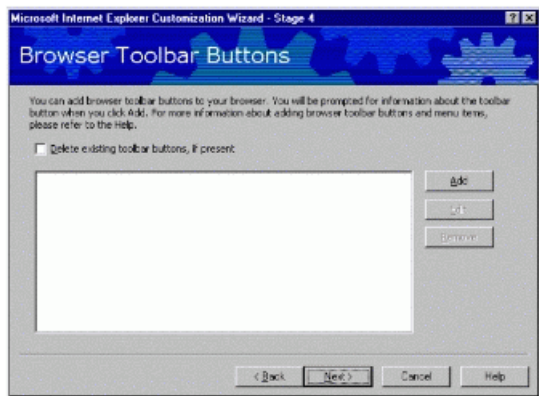 Microsoft Internet Explorer Customization Wizard - Stage 4
Browser Toolbar Buttons
You can add browser toolbar buttons to your browser. You will be prompted for information about the toolbar
button when you click Add. For more information about adding browser toolbar buttons and menu items,
please refer to the Help.
Delete existing toolbar buttons, if present
Add
Edit
Remove
< Back
Next >
Cancel
Help